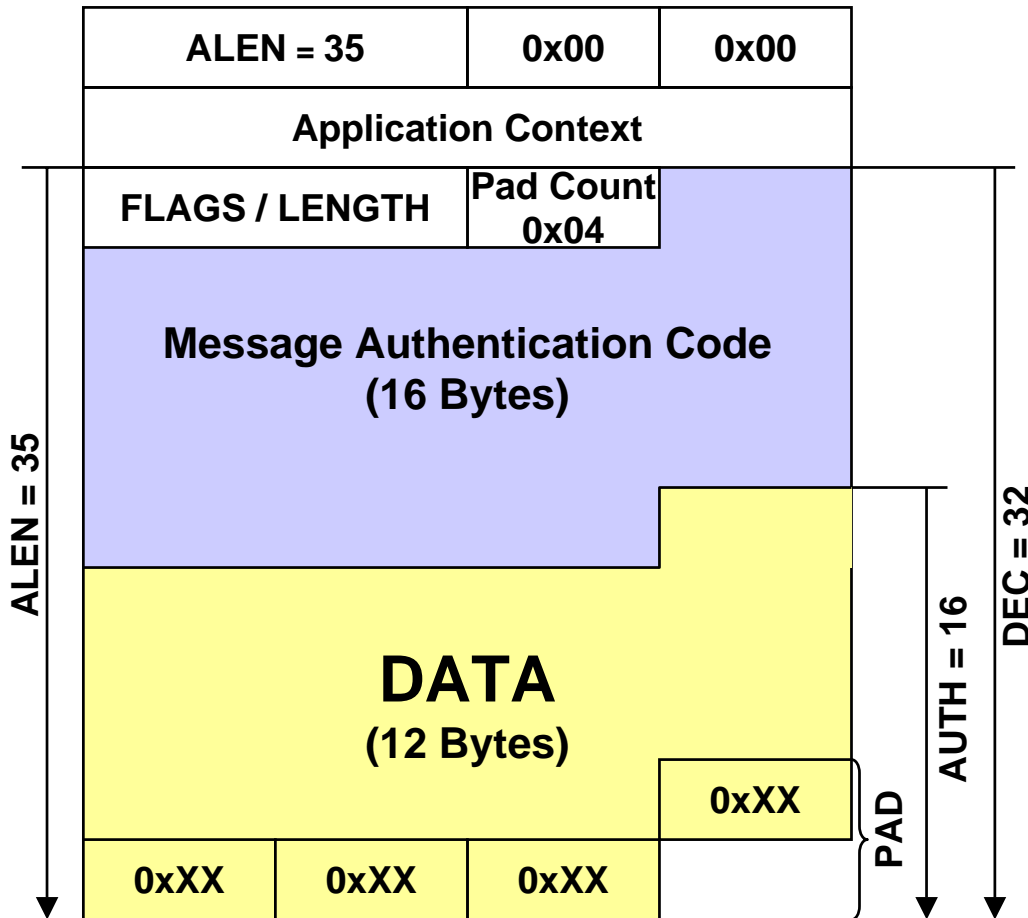 ALEN = 35
0x00
0x00
Application Context
FLAGS / LENGTH
Pad Count
0x04
Message Authentication Code
(16 Bytes)
DATA
(12 Bytes)
0xXX
0xXX
0xXX
0xXX
ALEN = 35
PAD
AUTH = 16
DEC = 32